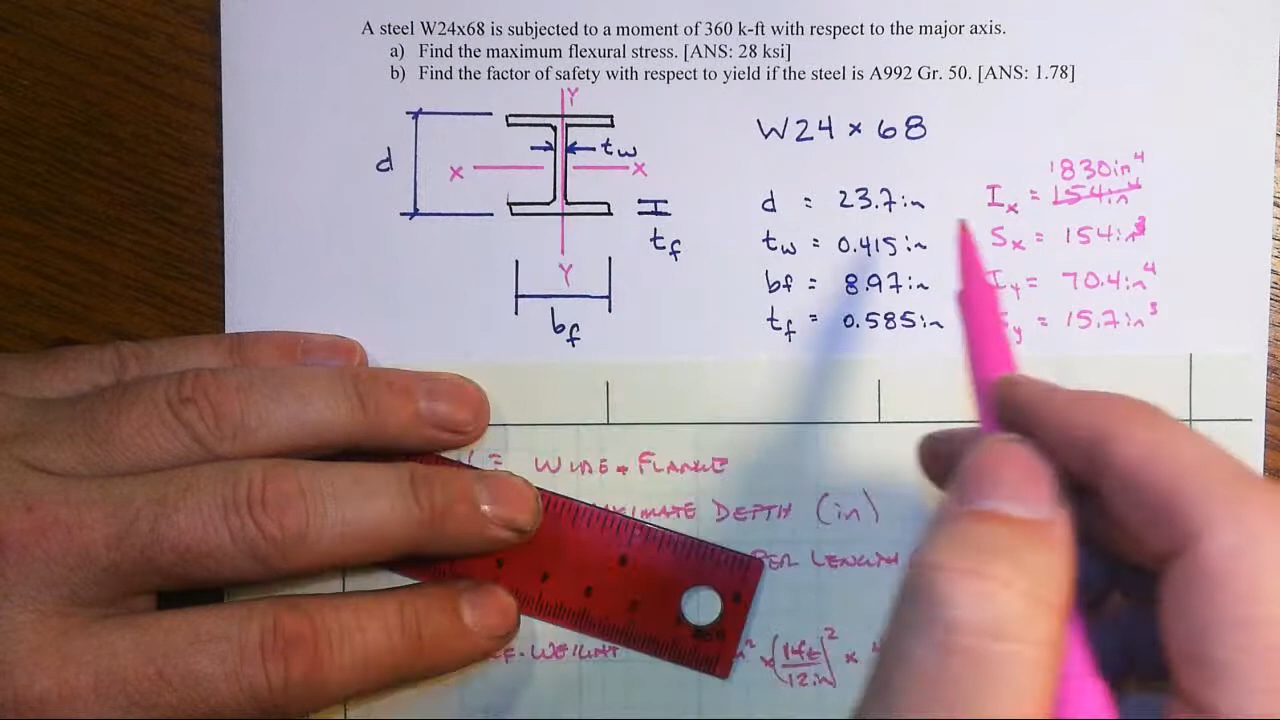 A steel W24x68 is subjected to a moment of 360 k-ft with respect to the major axis.
a) Find the maximum flexural stress. [ANS: 28 ksi]
b) Find the factor of safety with respect to yield if the steel is A992 Gr. 50. [ANS: 1.78]
Y
d
tw
X X
tf
Y
bf
W24 × 68
d = 23.7in
tw = 0.415in
bf = 8.97in
tf = 0.585in
1830in⁴
Ix = 154in⁴
Sx = 154in³
Iy = 70.4in⁴
y = 15.7in³
= WIDE-FLANGE
DEPTH (in)
PER LENGTH
WEIGHT × (1ft/12in)² ×